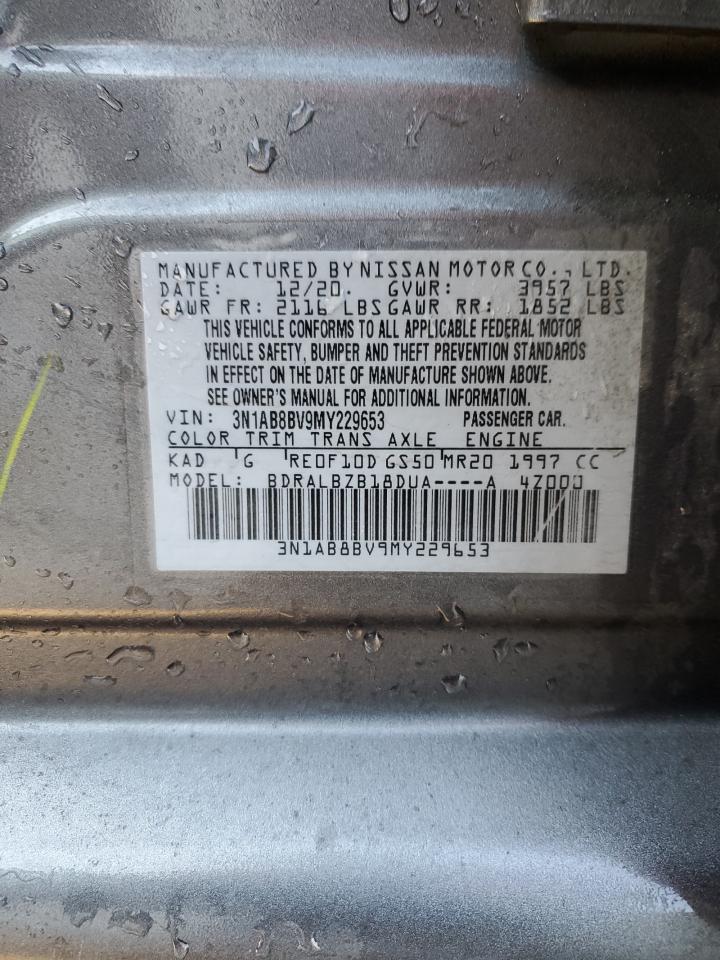 MANUFACTURED BY NISSAN MOTOR CO., LTD.
DATE: 12/20. GVWR: 3957 LBS
GAWR FR: 2116 LBS GAWR RR: 1852 LBS
THIS VEHICLE CONFORMS TO ALL APPLICABLE FEDERAL MOTOR
VEHICLE SAFETY, BUMPER AND THEFT PREVENTION STANDARDS
IN EFFECT ON THE DATE OF MANUFACTURE SHOWN ABOVE.
SEE OWNER'S MANUAL FOR ADDITIONAL INFORMATION.
VIN: 3N1AB8BV9MY229653 PASSENGER CAR.
COLOR TRIM TRANS AXLE ENGINE
KAD G RE0F10D GS50 MR20 1997 CC
MODEL: BDRALBZB18DUA----A 4Z00J
3N1AB8BV9MY229653